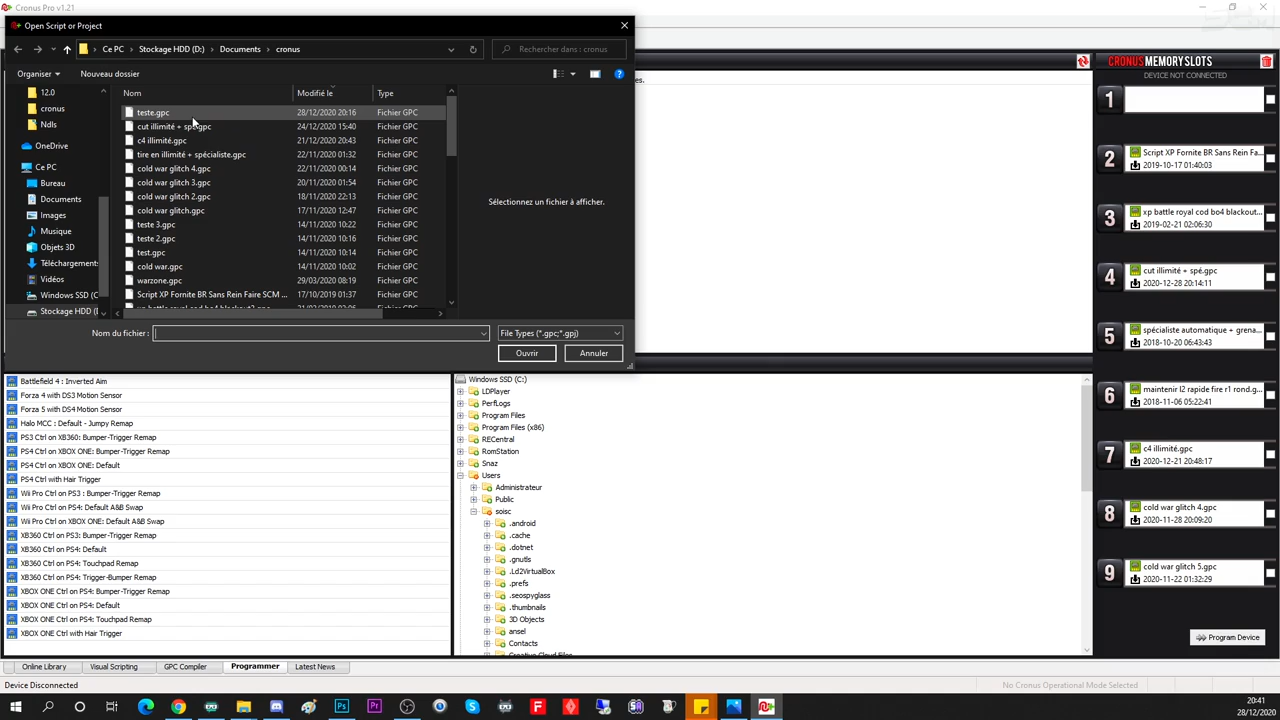 Cronus Pro v1.21
Open Script or Project
Ce PC > Stockage HDD (D:) > Documents > cronus
Rechercher dans : cronus
Organiser
Nouveau dossier
Nom
Modifié le
Type
12.0
cronus
Ndls
OneDrive
Ce PC
Bureau
Documents
Images
Musique
Objets 3D
Téléchargements
Vidéos
Windows SSD (C
Stockage HDD (
teste.gpc 28/12/2020 20:16 Fichier GPC
cut illimité + spé.gpc 24/12/2020 15:40 Fichier GPC
c4 illimité.gpc 21/12/2020 20:43 Fichier GPC
tire en illimité + spécialiste.gpc 22/11/2020 01:32 Fichier GPC
cold war glitch 4.gpc 22/11/2020 00:14 Fichier GPC
cold war glitch 3.gpc 20/11/2020 01:54 Fichier GPC
cold war glitch 2.gpc 18/11/2020 22:13 Fichier GPC
cold war glitch.gpc 17/11/2020 12:47 Fichier GPC
teste 3.gpc 14/11/2020 10:22 Fichier GPC
teste 2.gpc 14/11/2020 10:16 Fichier GPC
test.gpc 14/11/2020 10:14 Fichier GPC
cold war.gpc 14/11/2020 10:02 Fichier GPC
warzone.gpc 29/03/2020 08:19 Fichier GPC
Script XP Fornite BR Sans Rein Faire SCM ... 17/10/2019 01:37 Fichier GPC
Sélectionnez un fichier à afficher.
Nom du fichier :
File Types (*.gpc;*.gpj)
Ouvrir
Annuler
es.
CRONUSMEMORYSLOTS
DEVICE NOT CONNECTED
1
2
Script XP Fornite BR Sans Rein Fa...
2019-10-17 01:40:03
3
xp battle royal cod bo4 blackout...
2019-02-21 02:06:30
4
cut illimité + spé.gpc
2020-12-28 20:14:11
5
spécialiste automatique + grena...
2018-10-20 06:43:43
6
maintenir l2 rapide fire r1 rond.g...
2018-11-06 05:22:41
7
c4 illimité.gpc
2020-12-21 20:48:17
8
cold war glitch 4.gpc
2020-11-28 20:09:20
9
cold war glitch 5.gpc
2020-11-22 01:32:29
Program Device
Battlefield 4 : Inverted Aim
Forza 4 with DS3 Motion Sensor
Forza 5 with DS4 Motion Sensor
Halo MCC : Default - Jumpy Remap
PS3 Ctrl on XB360: Bumper-Trigger Remap
PS4 Ctrl on XBOX ONE: Bumper-Trigger Remap
PS4 Ctrl on XBOX ONE: Default
PS4 Ctrl with Hair Trigger
Wii Pro Ctrl on PS3 : Bumper-Trigger Remap
Wii Pro Ctrl on PS4: Default A&B Swap
Wii Pro Ctrl on XBOX ONE: Default A&B Swap
XB360 Ctrl on PS3: Bumper-Trigger Remap
XB360 Ctrl on PS4: Default
XB360 Ctrl on PS4: Touchpad Remap
XB360 Ctrl on PS4: Trigger-Bumper Remap
XBOX ONE Ctrl on PS4: Bumper-Trigger Remap
XBOX ONE Ctrl on PS4: Default
XBOX ONE Ctrl on PS4: Touchpad Remap
XBOX ONE Ctrl with Hair Trigger
Windows SSD (C:)
LDPlayer
PerfLogs
Program Files
Program Files (x86)
RECentral
RomStation
Snaz
Users
Administrateur
Public
soisc
.android
.cache
.dotnet
.gnutls
.Ld2VirtualBox
.prefs
.seospyglass
.thumbnails
3D Objects
ansel
Contacts
Creative Cloud Files
Online Library
Visual Scripting
GPC Compiler
Programmer
Latest News
Device Disconnected
No Cronus Operational Mode Selected
20:41
28/12/2020